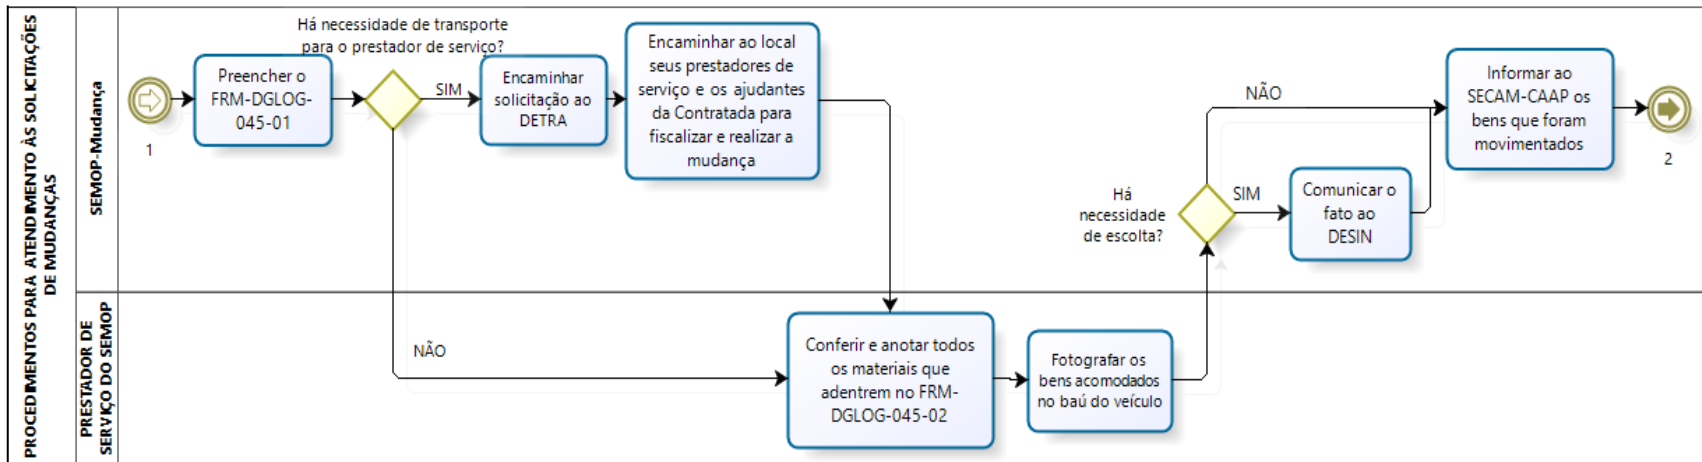 PROCEDIMENTOS PARA ATENDIMENTO ÀS SOLICITAÇÕES
DE MUDANÇAS
SEMOP-Mudança
1
Preencher o
FRM-DGLOG-
045-01
Há necessidade de transporte
para o prestador de serviço?
SIM
Encaminhar
solicitação ao
DETRA
Encaminhar ao local
seus prestadores de
serviço e os ajudantes
da Contratada para
fiscalizar e realizar a
mudança
NÃO
Há
necessidade
de escolta?
SIM
Comunicar o
fato ao
DESIN
Informar ao
SECAM-CAAP os
bens que foram
movimentados
2
PRESTADOR DE
SERVIÇO DO SEMOP
NÃO
Conferir e anotar todos
os materiais que
adentrem no FRM-
DGLOG-045-02
Fotografar os
bens acomodados
no baú do veículo